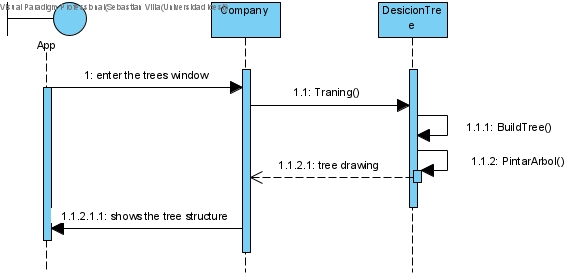 Visual Paradigm Professional(Sebastian Villa(Universidad Icesi))
Company
DesicionTre
e
App
1: enter the trees window
1.1: Traning()
1.1.1: BuildTree()
1.1.2: PintarArbol()
1.1.2.1: tree drawing
1.1.2.1.1: shows the tree structure